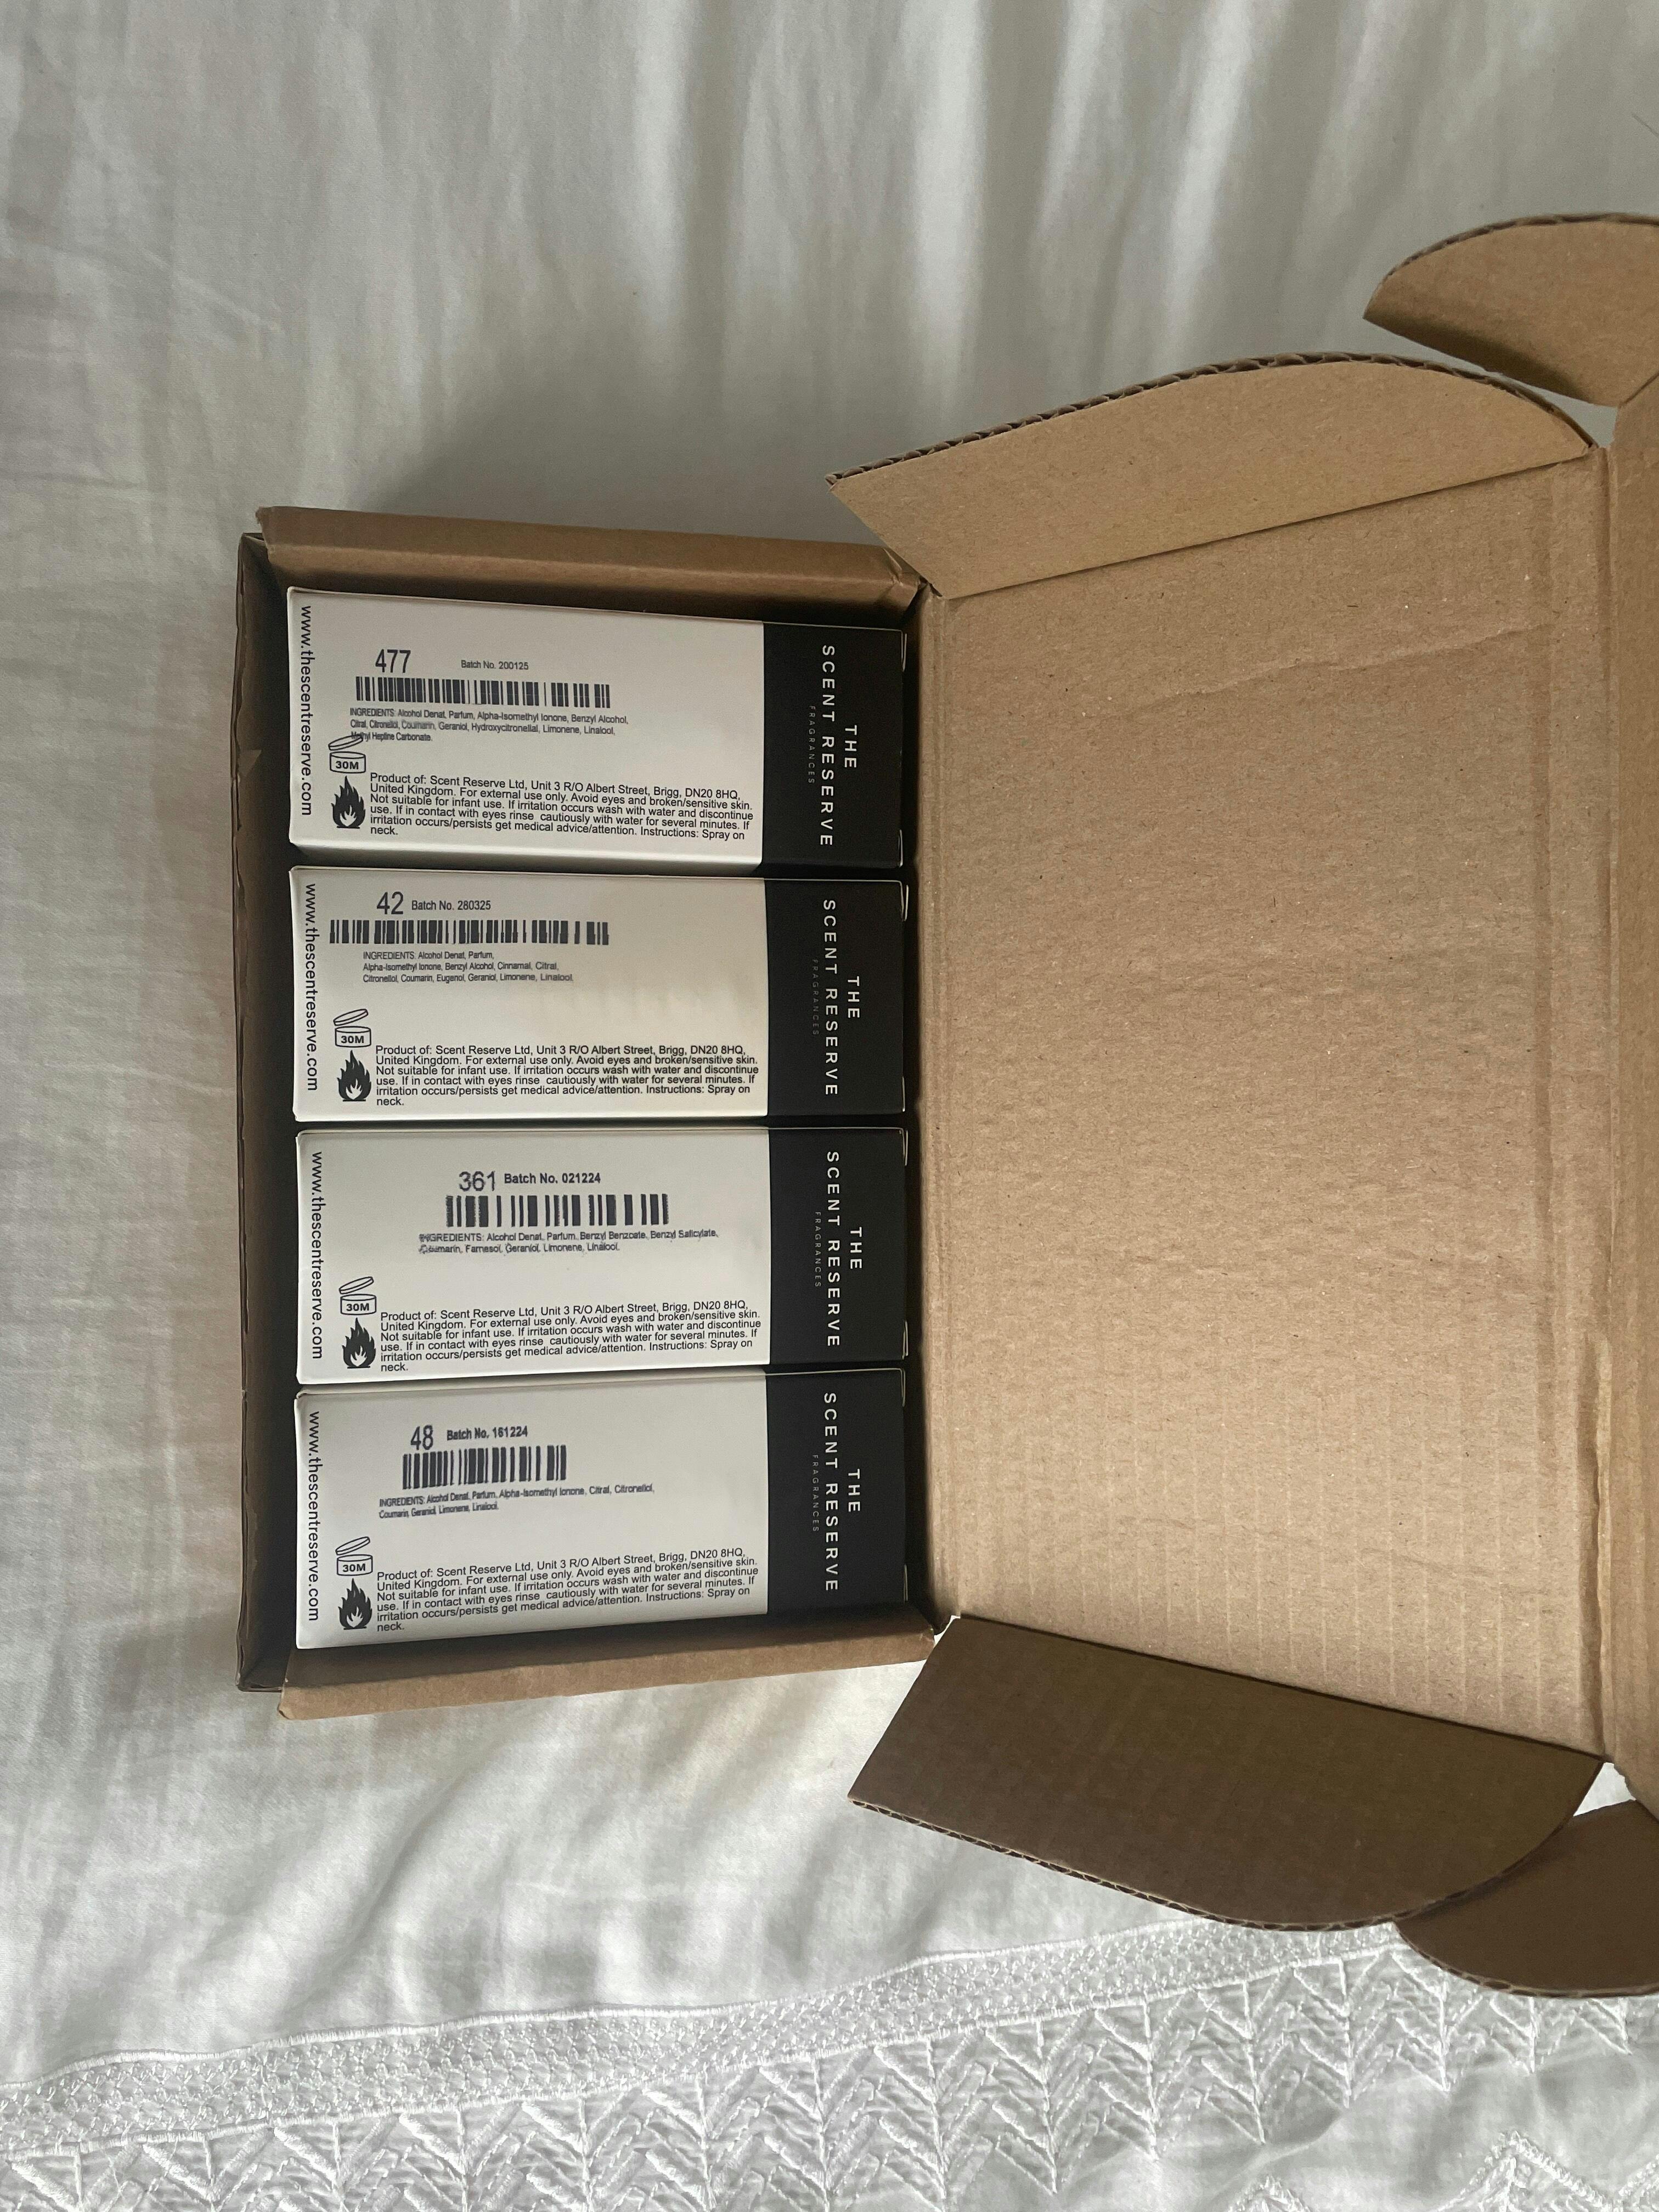 www.thescentreserve.com
477 Batch No. 200125
INGREDIENTS: Alcohol Denat, Parfum, Alpha-Isomethyl Ionone, Benzyl Alcohol,
Citral, Citronellol, Coumarin, Geraniol, Hydroxycitronellal, Limonene, Linalool,
Methyl Heptine Carbonate.
30M
Product of: Scent Reserve Ltd, Unit 3 R/O Albert Street, Brigg, DN20 8HQ,
United Kingdom. For external use only. Avoid eyes and broken/sensitive skin.
Not suitable for infant use. If irritation occurs wash with water and discontinue
use. If in contact with eyes rinse cautiously with water for several minutes. If
irritation occurs/persists get medical advice/attention. Instructions: Spray on
neck.
THE
SCENT RESERVE
FRAGRANCES
www.thescentreserve.com
42 Batch No. 280325
INGREDIENTS: Alcohol Denat, Parfum,
Alpha-Isomethyl Ionone, Benzyl Alcohol, Cinnamal, Citral,
Citronellol, Coumarin, Eugenol, Geraniol, Limonene, Linalool.
30M
Product of: Scent Reserve Ltd, Unit 3 R/O Albert Street, Brigg, DN20 8HQ,
United Kingdom. For external use only. Avoid eyes and broken/sensitive skin.
Not suitable for infant use. If irritation occurs wash with water and discontinue
use. If in contact with eyes rinse cautiously with water for several minutes. If
irritation occurs/persists get medical advice/attention. Instructions: Spray on
neck.
THE
SCENT RESERVE
FRAGRANCES
www.thescentreserve.com
361 Batch No. 021224
INGREDIENTS: Alcohol Denat, Parfum, Benzyl Benzoate, Benzyl Salicylate,
Coumarin, Farnesol, Geraniol, Limonene, Linalool.
30M
Product of: Scent Reserve Ltd, Unit 3 R/O Albert Street, Brigg, DN20 8HQ,
United Kingdom. For external use only. Avoid eyes and broken/sensitive skin.
Not suitable for infant use. If irritation occurs wash with water and discontinue
use. If in contact with eyes rinse cautiously with water for several minutes. If
irritation occurs/persists get medical advice/attention. Instructions: Spray on
neck.
THE
SCENT RESERVE
FRAGRANCES
www.thescentreserve.com
48 Batch No. 161224
INGREDIENTS: Alcohol Denat, Parfum, Alpha-Isomethyl Ionone, Citral, Citronellol,
Coumarin, Geraniol, Limonene, Linalool.
30M
Product of: Scent Reserve Ltd, Unit 3 R/O Albert Street, Brigg, DN20 8HQ,
United Kingdom. For external use only. Avoid eyes and broken/sensitive skin.
Not suitable for infant use. If irritation occurs wash with water and discontinue
use. If in contact with eyes rinse cautiously with water for several minutes. If
irritation occurs/persists get medical advice/attention. Instructions: Spray on
neck.
THE
SCENT RESERVE
FRAGRANCES